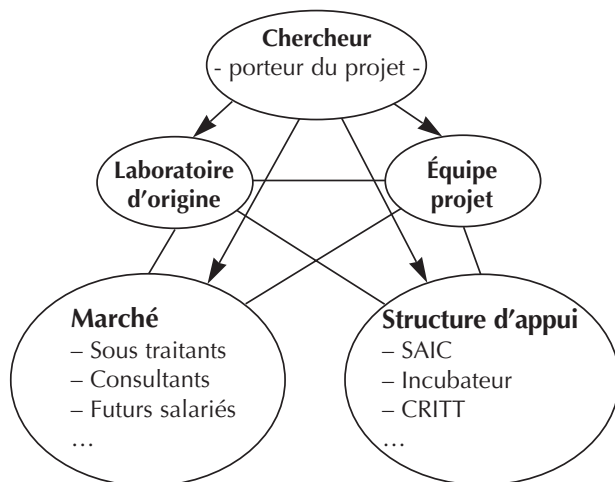 Chercheur
- porteur du projet -
Laboratoire
d'origine
Équipe
projet
Marché
– Sous traitants
– Consultants
– Futurs salariés
…
Structure d'appui
– SAIC
– Incubateur
– CRITT
…